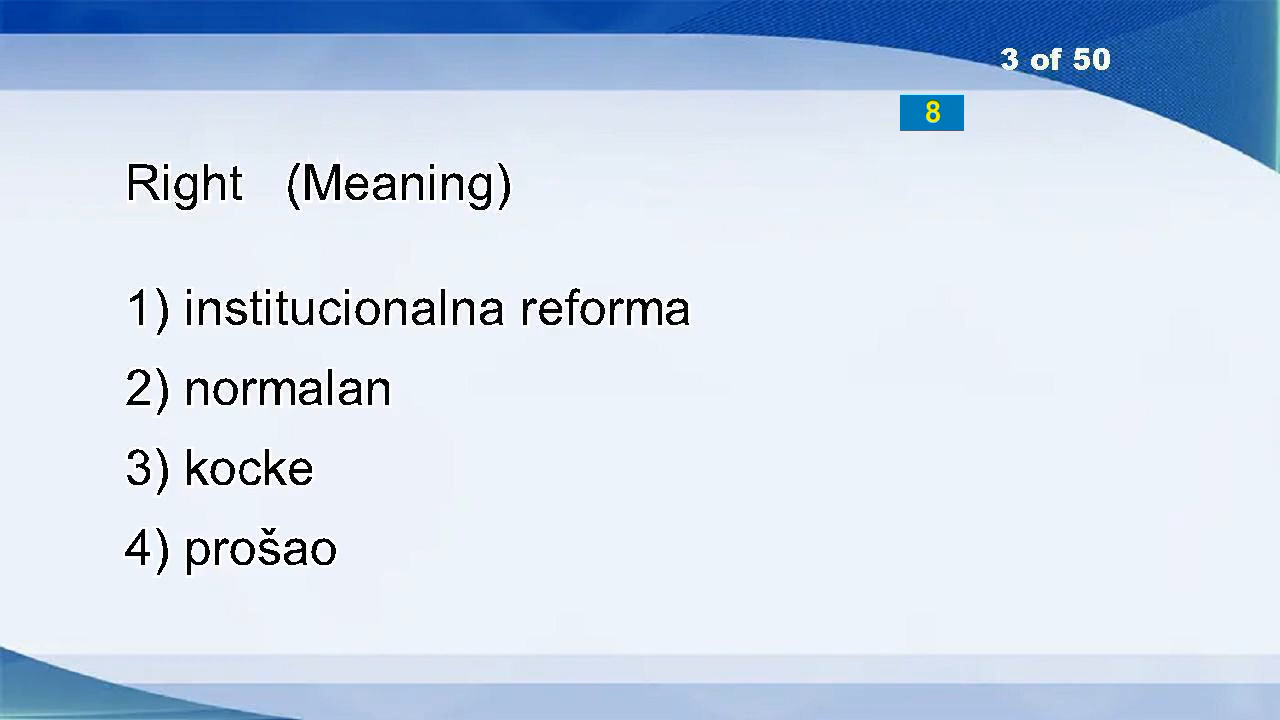 3 of 50
8
Right (Meaning)
1) institucionalna reforma
2) normalan
3) kocke
4) prošao